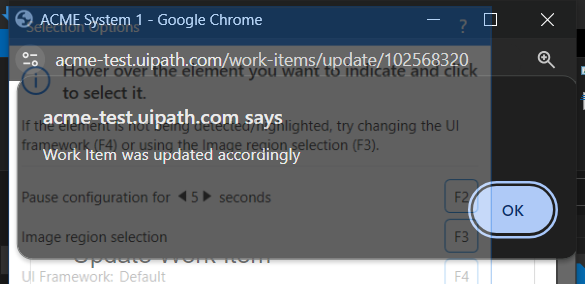 ACME System 1 - Google Chrome
Selection Options
?
acme-test.uipath.com/work-items/update/102568320
Hover over the element you want to indicate and click
to select it.
acme-test.uipath.com says
If the element is not being detected/highlighted, try changing the UI
framework (F4) or using the Image region selection (F3).
Work Item was updated accordingly
Pause configuration for 5 seconds
F2
OK
Image region selection
F3
Update Work Item
UI Framework: Default
F4